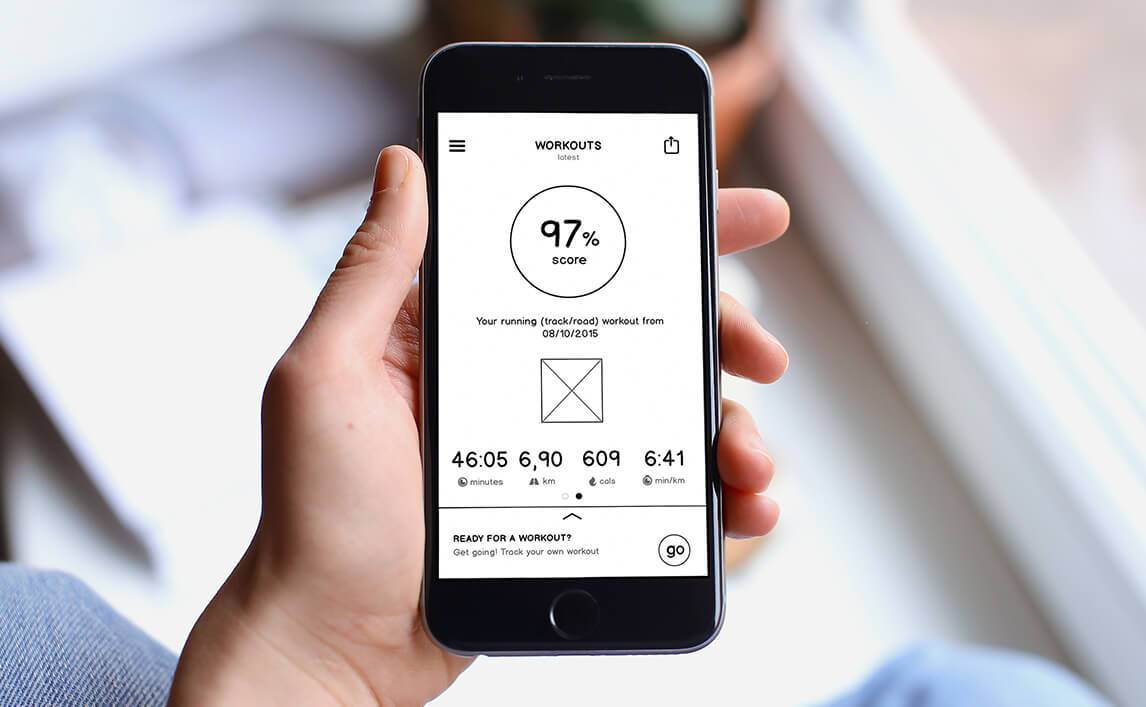 WORKOUTS
latest
97%
score
Your running (track/road) workout from
08/10/2015
46:05 6,90 609 6:41
minutes km cals min/km
READY FOR A WORKOUT?
Get going! Track your own workout
go